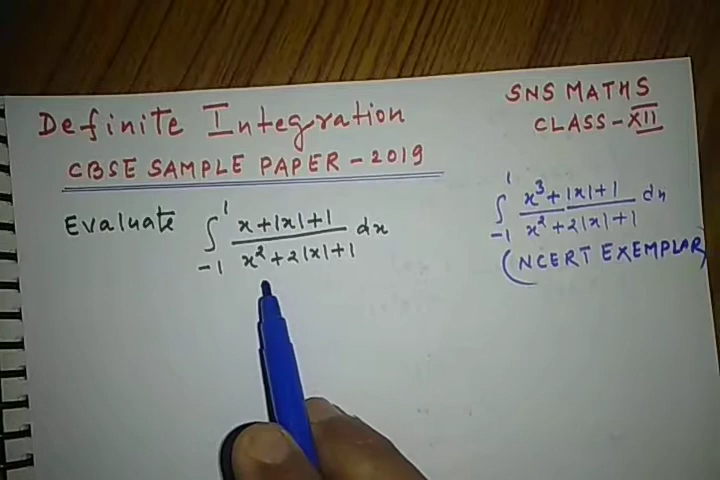 Definite Integration
CBSE SAMPLE PAPER - 2019
SNS MATHS
CLASS-XII
Evaluate ∫_{-1}^{1} (x+|x|+1)/(x²+2|x|+1) dx
∫_{-1}^{1} (x³+|x|+1)/(x²+2|x|+1) dx
(NCERT EXEMPLAR)